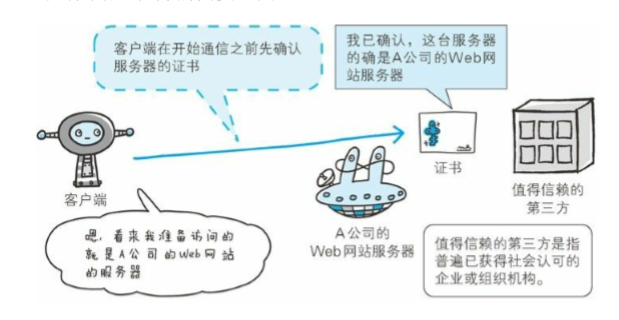 客户端在开始通信之前先确认
服务器的证书
我已确认，这台服务器
的确是A公司的Web网
站服务器
客户端
证书
值得信赖的
第三方
嗯，看来我准备访问的
就是A公司的Web网站
的服务器
A公司的
Web网站服务器
值得信赖的第三方是指
普遍已获得社会认可的
企业或组织机构。